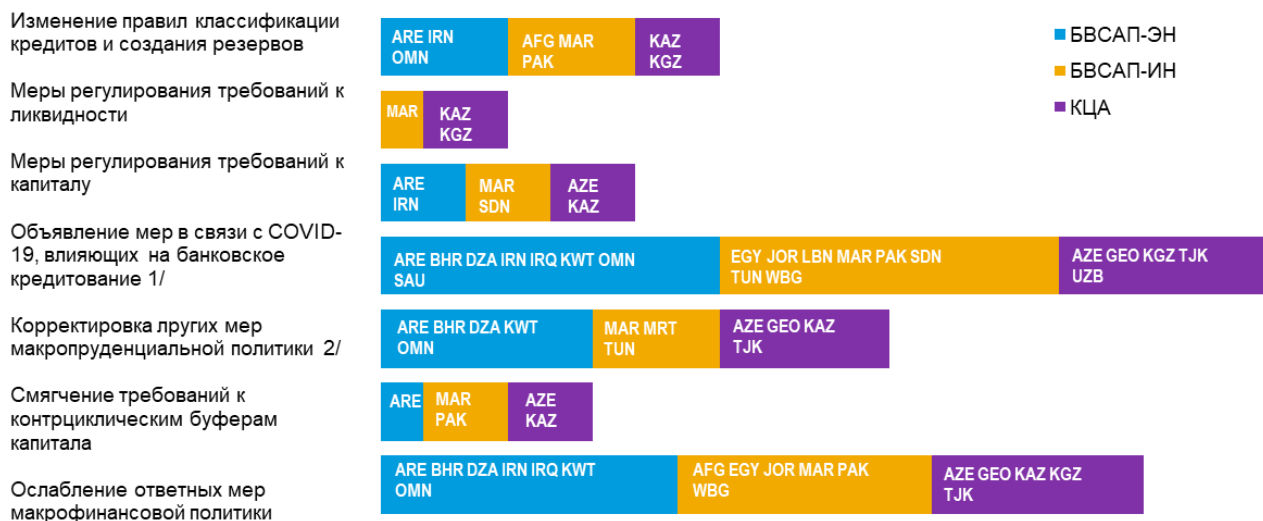 Изменение правил классификации
кредитов и создания резервов
ARE IRN
OMN
AFG MAR
PAK
KAZ
KGZ
БВСАП-ЭН
БВСАП-ИН
КЦА
Меры регулирования требований к
ликвидности
MAR
KAZ
KGZ
Меры регулирования требований к
капиталу
ARE
IRN
MAR
SDN
AZE
KAZ
Объявление мер в связи с COVID-
19, влияющих на банковское
кредитование 1/
ARE BHR DZA IRN IRQ KWT OMN
SAU
EGY JOR LBN MAR PAK SDN
TUN WBG
AZE GEO KGZ TJK
UZB
Корректировка лругих мер
макропруденциальной политики 2/
ARE BHR DZA KWT
OMN
MAR MRT
TUN
AZE GEO KAZ
TJK
Смягчение требований к
контрциклическим буферам
капитала
ARE
MAR
PAK
AZE
KAZ
Ослабление ответных мер
макрофинансовой политики
ARE BHR DZA IRN IRQ KWT
OMN
AFG EGY JOR MAR PAK
WBG
AZE GEO KAZ KGZ
TJK